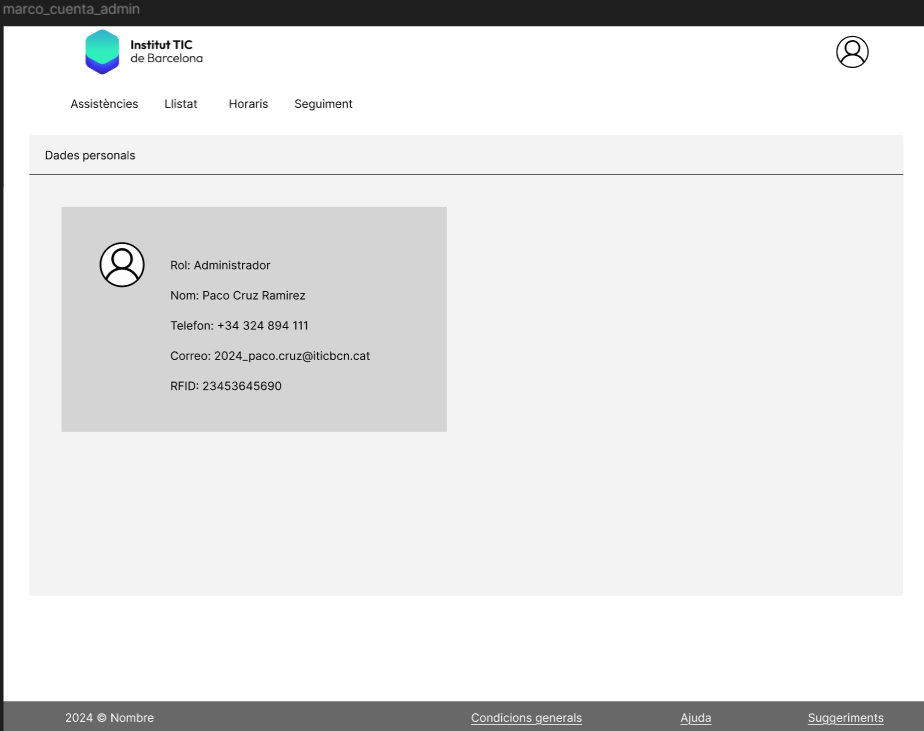 marco_cuenta_admin
Institut TIC
de Barcelona
Assistències Llistat Horaris Seguiment
Dades personals
Rol: Administrador
Nom: Paco Cruz Ramirez
Telefon: +34 324 894 111
Correo: 2024_paco.cruz@iticbcn.cat
RFID: 23453645690
2024 © Nombre Condicions generals Ajuda Suggeriments